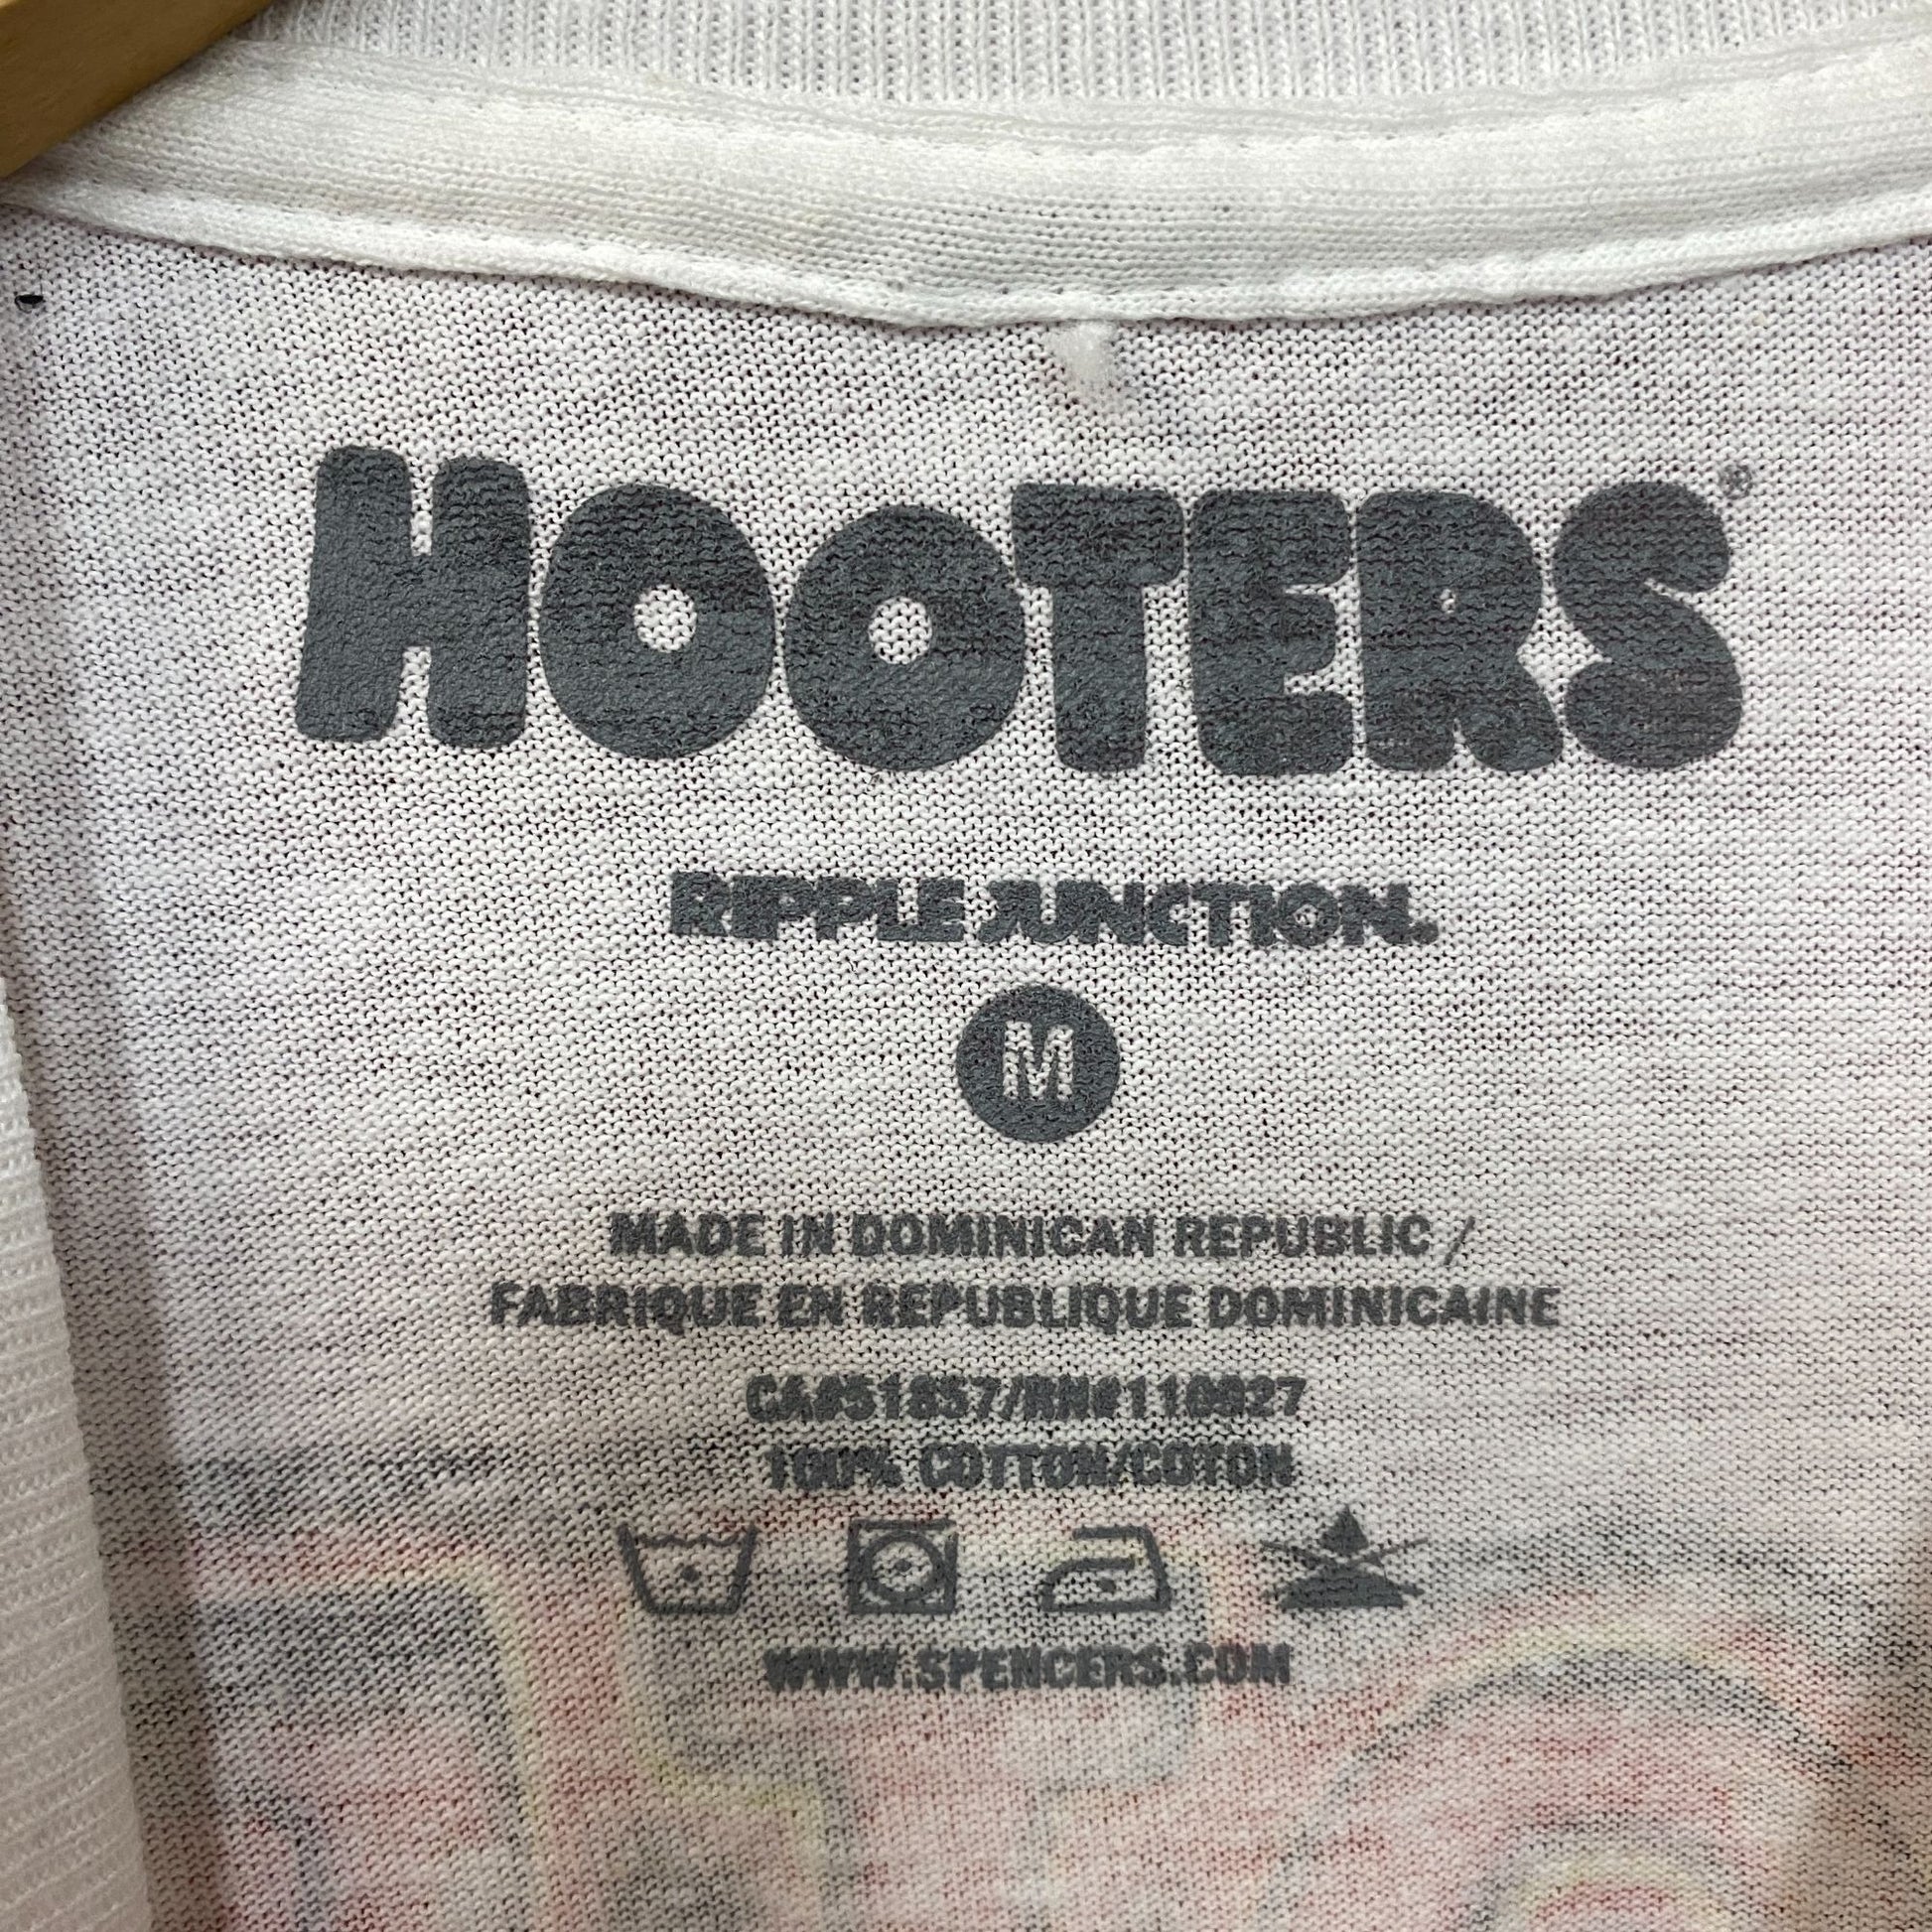 HOOTERS®
RIPPLE JUNCTION.
M
MADE IN DOMINICAN REPUBLIC /
FABRIQUE EN REPUBLIQUE DOMINICAINE
CA#51857/RN#110027
100% COTTON/COTON
WWW.SPENCERS.COM